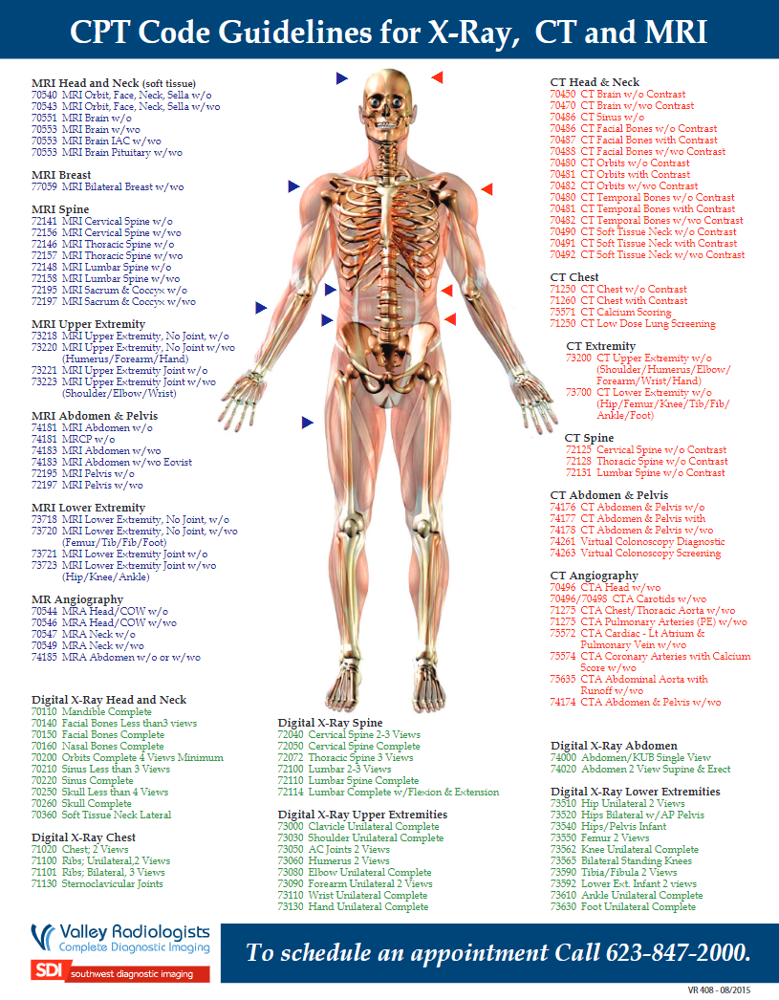 CPT Code Guidelines for X-Ray, CT and MRI
MRI Head and Neck (soft tissue)
70540 MRI Orbit, Face, Neck, Sella w/o
70543 MRI Orbit, Face, Neck, Sella w/wo
70551 MRI Brain w/o
70553 MRI Brain w/wo
70553 MRI Brain IAC w/wo
70553 MRI Brain Pituitary w/wo
MRI Breast
77059 MRI Bilateral Breast w/wo
MRI Spine
72141 MRI Cervical Spine w/o
72156 MRI Cervical Spine w/wo
72146 MRI Thoracic Spine w/o
72157 MRI Thoracic Spine w/wo
72148 MRI Lumbar Spine w/o
72158 MRI Lumbar Spine w/wo
72195 MRI Sacrum & Coccyx w/o
72197 MRI Sacrum & Coccyx w/wo
MRI Upper Extremity
73218 MRI Upper Extremity, No Joint, w/o
73220 MRI Upper Extremity, No Joint w/wo
(Humerus/Forearm/Hand)
73221 MRI Upper Extremity Joint w/o
73223 MRI Upper Extremity Joint w/wo
(Shoulder/Elbow/Wrist)
MRI Abdomen & Pelvis
74181 MRI Abdomen w/o
74181 MRCP w/o
74183 MRI Abdomen w/wo
74183 MRI Abdomen w/wo Eovist
72195 MRI Pelvis w/o
72197 MRI Pelvis w/wo
MRI Lower Extremity
73718 MRI Lower Extremity, No Joint, w/o
73720 MRI Lower Extremity, No Joint, w/wo
(Femur/Tib/Fib/Foot)
73721 MRI Lower Extremity Joint w/o
73723 MRI Lower Extremity Joint w/wo
(Hip/Knee/Ankle)
MR Angiography
70544 MRA Head/COW w/o
70546 MRA Head/COW w/wo
70547 MRA Neck w/o
70549 MRA Neck w/wo
74185 MRA Abdomen w/o or w/wo
Digital X-Ray Head and Neck
70110 Mandible Complete
70140 Facial Bones Less than3 views
70150 Facial Bones Complete
70160 Nasal Bones Complete
70200 Orbits Complete 4 Views Minimum
70210 Sinus Less than 3 Views
70220 Sinus Complete
70250 Skull Less than 4 Views
70260 Skull Complete
70360 Soft Tissue Neck Lateral
Digital X-Ray Chest
71020 Chest; 2 Views
71100 Ribs; Unilateral,2 Views
71101 Ribs; Bilateral, 3 Views
71130 Sternoclavicular Joints
Digital X-Ray Spine
72040 Cervical Spine 2-3 Views
72050 Cervical Spine Complete
72072 Thoracic Spine 3 Views
72100 Lumbar 2-3 Views
72110 Lumbar Spine Complete
72114 Lumbar Complete w/Flexion & Extension
Digital X-Ray Upper Extremities
73000 Clavicle Unilateral Complete
73030 Shoulder Unilateral Complete
73050 AC Joints 2 Views
73060 Humerus 2 Views
73080 Elbow Unilateral Complete
73090 Forearm Unilateral 2 Views
73110 Wrist Unilateral Complete
73130 Hand Unilateral Complete
CT Head & Neck
70450 CT Brain w/o Contrast
70470 CT Brain w/wo Contrast
70486 CT Sinus w/o
70486 CT Facial Bones w/o Contrast
70487 CT Facial Bones with Contrast
70488 CT Facial Bones w/wo Contrast
70480 CT Orbits w/o Contrast
70481 CT Orbits with Contrast
70482 CT Orbits w/wo Contrast
70480 CT Temporal Bones w/o Contrast
70481 CT Temporal Bones with Contrast
70482 CT Temporal Bones w/wo Contrast
70490 CT Soft Tissue Neck w/o Contrast
70491 CT Soft Tissue Neck with Contrast
70492 CT Soft Tissue Neck w/wo Contrast
CT Chest
71250 CT Chest w/o Contrast
71260 CT Chest with Contrast
75571 CT Calcium Scoring
71250 CT Low Dose Lung Screening
CT Extremity
73200 CT Upper Extremity w/o
(Shoulder/Humerus/Elbow/
Forearm/Wrist/Hand)
73700 CT Lower Extremity w/o
(Hip/Femur/Knee/Tib/Fib/
Ankle/Foot)
CT Spine
72125 Cervical Spine w/o Contrast
72128 Thoracic Spine w/o Contrast
72131 Lumbar Spine w/o Contrast
CT Abdomen & Pelvis
74176 CT Abdomen & Pelvis w/o
74177 CT Abdomen & Pelvis with
74178 CT Abdomen & Pelvis w/wo
74261 Virtual Colonoscopy Diagnostic
74263 Virtual Colonoscopy Screening
CT Angiography
70496 CTA Head w/wo
70496/70498 CTA Carotids w/wo
71275 CTA Chest/Thoracic Aorta w/wo
71275 CTA Pulmonary Arteries (PE) w/wo
75572 CTA Cardiac - Lt Atrium &
Pulmonary Vein w/wo
75574 CTA Coronary Arteries with Calcium
Score w/wo
75635 CTA Abdominal Aorta with
Runoff w/wo
74174 CTA Abdomen & Pelvis w/wo
Digital X-Ray Abdomen
74000 Abdomen/KUB Single View
74020 Abdomen 2 View Supine & Erect
Digital X-Ray Lower Extremities
73510 Hip Unilateral 2 Views
73520 Hips Bilateral w/AP Pelvis
73540 Hips/Pelvis Infant
73550 Femur 2 Views
73562 Knee Unilateral Complete
73565 Bilateral Standing Knees
73590 Tibia/Fibula 2 Views
73592 Lower Ext. Infant 2 views
73610 Ankle Unilateral Complete
73630 Foot Unilateral Complete
Valley Radiologists
Complete Diagnostic Imaging
SDI southwest diagnostic imaging
To schedule an appointment Call 623-847-2000.
VR 408 - 08/2015